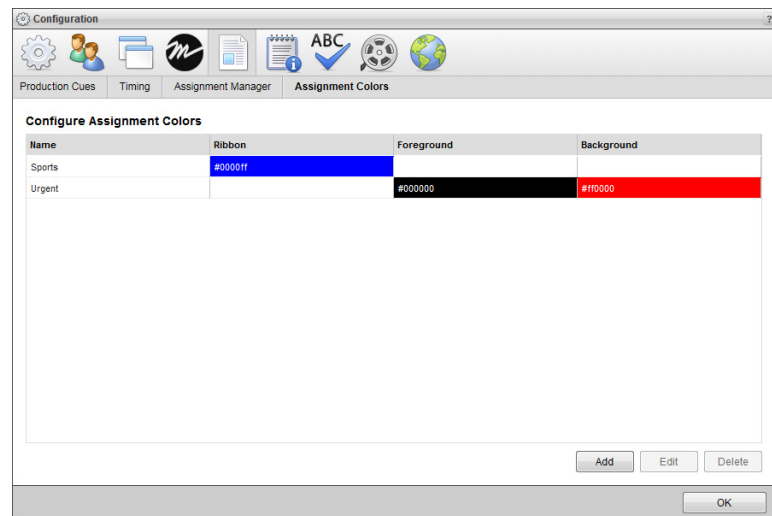 Configuration ?
ABC
Production Cues Timing Assignment Manager Assignment Colors
Configure Assignment Colors
Name Ribbon Foreground Background
Sports #0000ff
Urgent #000000 #ff0000
Add Edit Delete
OK